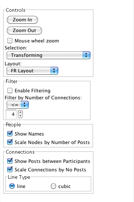 Controls
Zoom In
Zoom Out
Mouse wheel zoom
Selection:
Transforming
Layout:
FR Layout
Filter
Enable Filtering
Filter by Number of Connections:
<=
4
People
Show Names
Scale Nodes by Number of Posts
Connections
Show Posts between Participants
Scale Connections by No Posts
Line Type
line
cubic